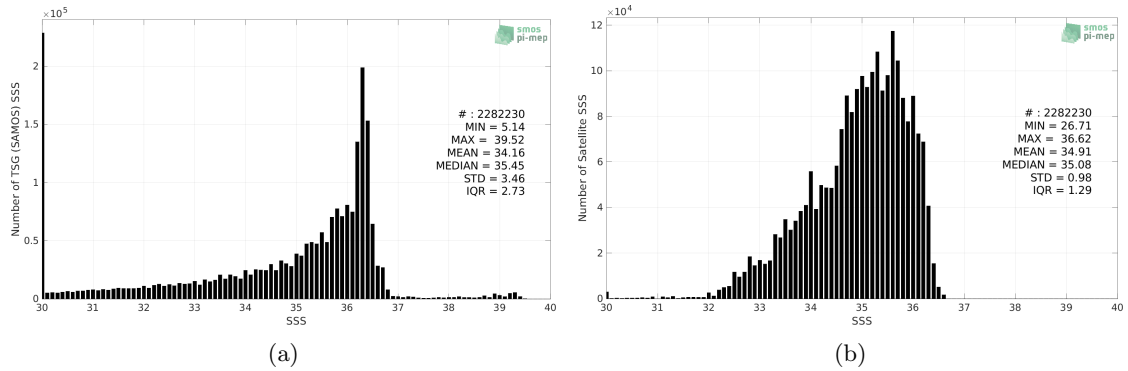 ×10⁵
smos
pi-mep
Number of TSG (SAMOS) SSS
2
1.5
1
0.5
0
# : 2282230
MIN = 5.14
MAX =  39.52
MEAN = 34.16
MEDIAN = 35.45
STD = 3.46
IQR = 2.73
30 31 32 33 34 35 36 37 38 39 40
SSS
(a)
×10⁴
smos
pi-mep
Number of Satellite SSS
12
10
8
6
4
2
0
# : 2282230
MIN = 26.71
MAX =  36.62
MEAN = 34.91
MEDIAN = 35.08
STD = 0.98
IQR = 1.29
30 31 32 33 34 35 36 37 38 39 40
SSS
(b)